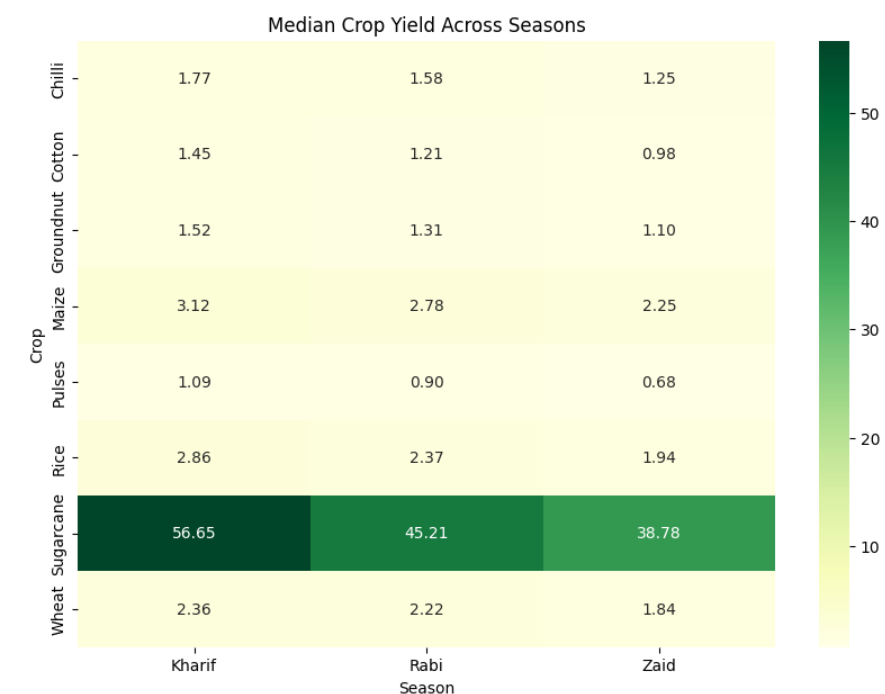 Median Crop Yield Across Seasons
Chilli 1.77 1.58 1.25
50
Cotton 1.45 1.21 0.98
40
Groundnut 1.52 1.31 1.10
Maize 3.12 2.78 2.25
30
Crop
Pulses 1.09 0.90 0.68
20
Rice 2.86 2.37 1.94
Sugarcane 56.65 45.21 38.78
10
Wheat 2.36 2.22 1.84
Kharif Rabi Zaid
Season